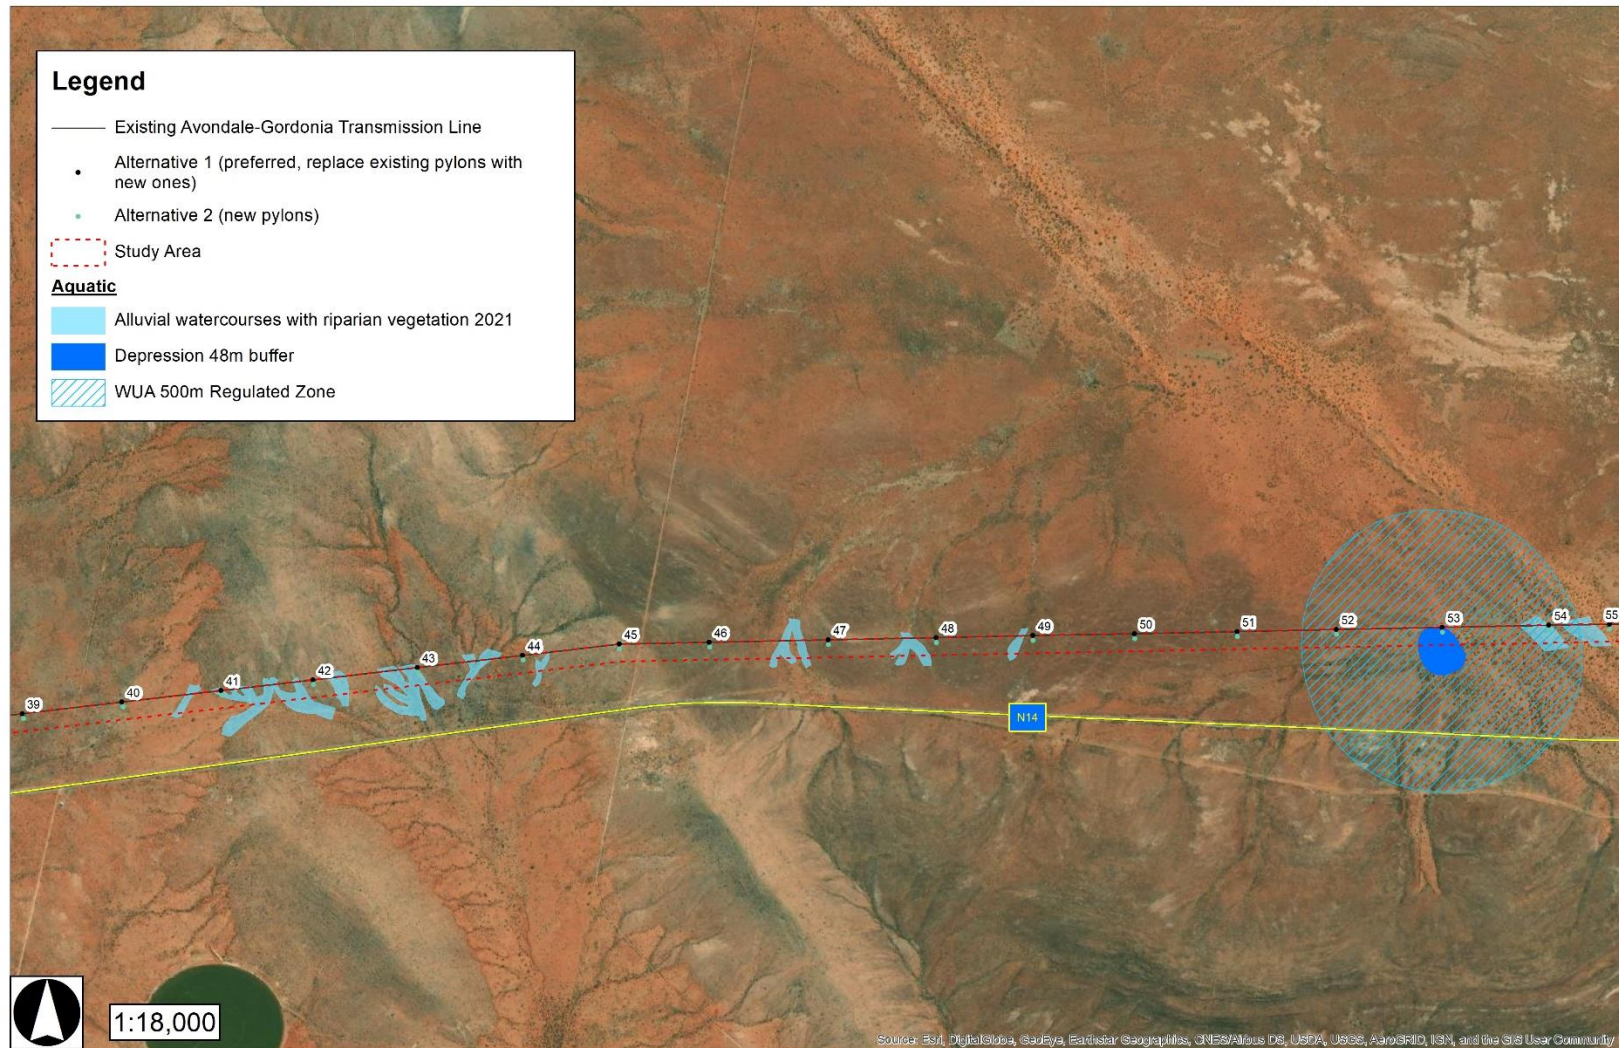 Legend
Existing Avondale-Gordonia Transmission Line
Alternative 1 (preferred, replace existing pylons with
new ones)
Alternative 2 (new pylons)
Study Area
Aquatic
Alluvial watercourses with riparian vegetation 2021
Depression 48m buffer
WUA 500m Regulated Zone
39
40
41
42
43
44
45
46
47
48
49
50
51
52
53
54
55
N14
1:18,000
Source: Esri, DigitalGlobe, GeoEye, Earthstar Geographics, CNES/Airbus DS, USDA, USGS, AeroGRID, IGN, and the GIS User Community